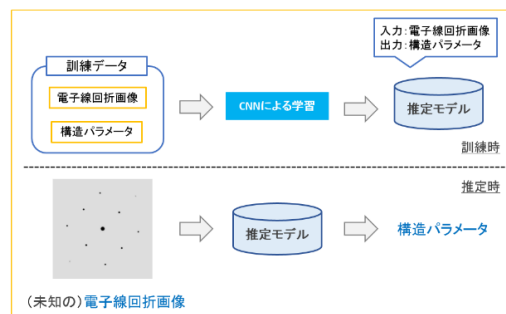 入力：電子線回折画像
出力：構造パラメータ
訓練データ
電子線回折画像
構造パラメータ
CNNによる学習
推定モデル
訓練時
推定時
推定モデル
構造パラメータ
(未知の)電子線回折画像